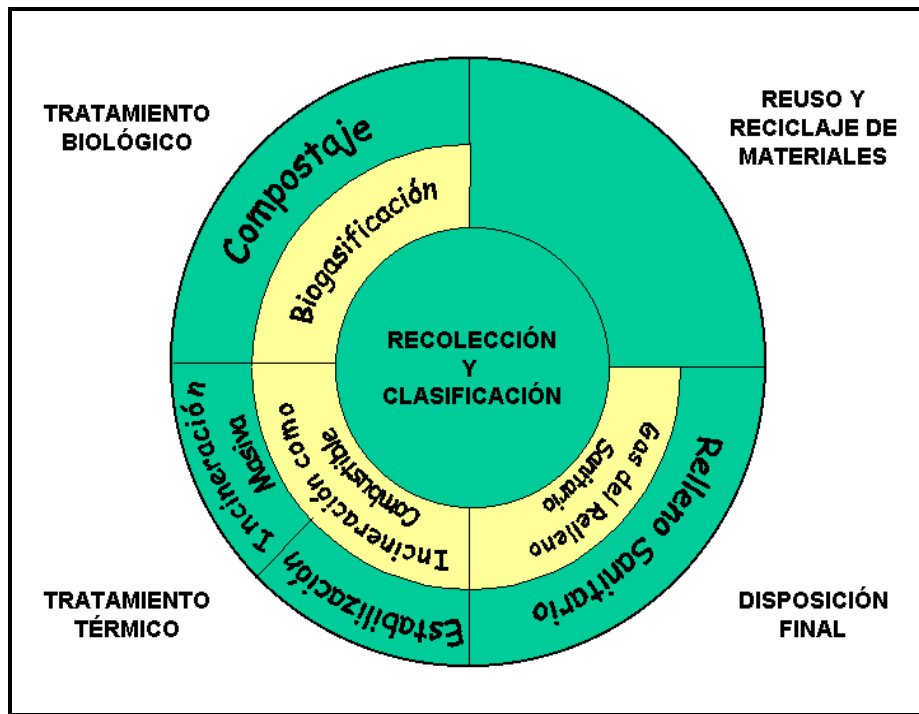 TRATAMIENTO
BIOLÓGICO
REUSO Y
RECICLAJE DE
MATERIALES
Compostaje
Biogasificación
RECOLECCIÓN
Y
CLASIFICACIÓN
Incineración
Masiva
Incineración como
Combustible
Estabilización
Gas del Relleno
Sanitario
Relleno Sanitario
TRATAMIENTO
TÉRMICO
DISPOSICIÓN
FINAL